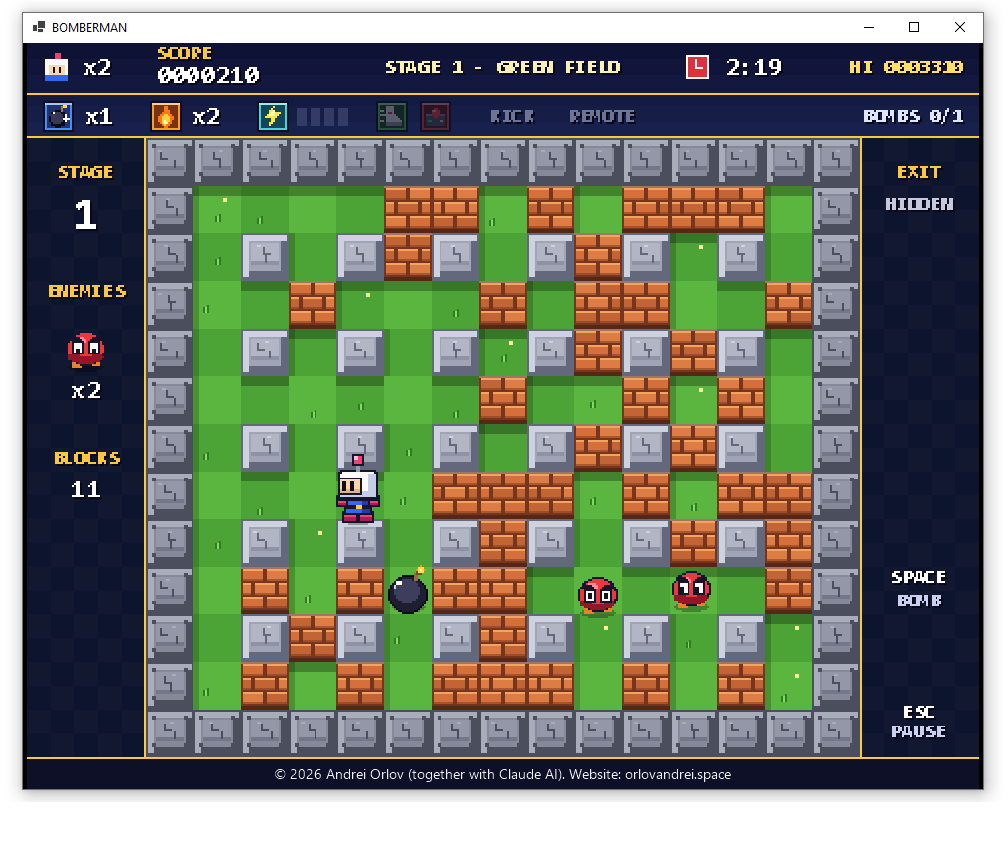 BOMBERMAN
x2
SCORE
0000210
STAGE 1 - GREEN FIELD
2:19
HI 0003310
x1
x2
KICK
REMOTE
BOMBS 0/1
STAGE
1
ENEMIES
x2
BLOCKS
11
EXIT
HIDDEN
SPACE
BOMB
ESC
PAUSE
© 2026 Andrei Orlov (together with Claude AI). Website: orlovandrei.space